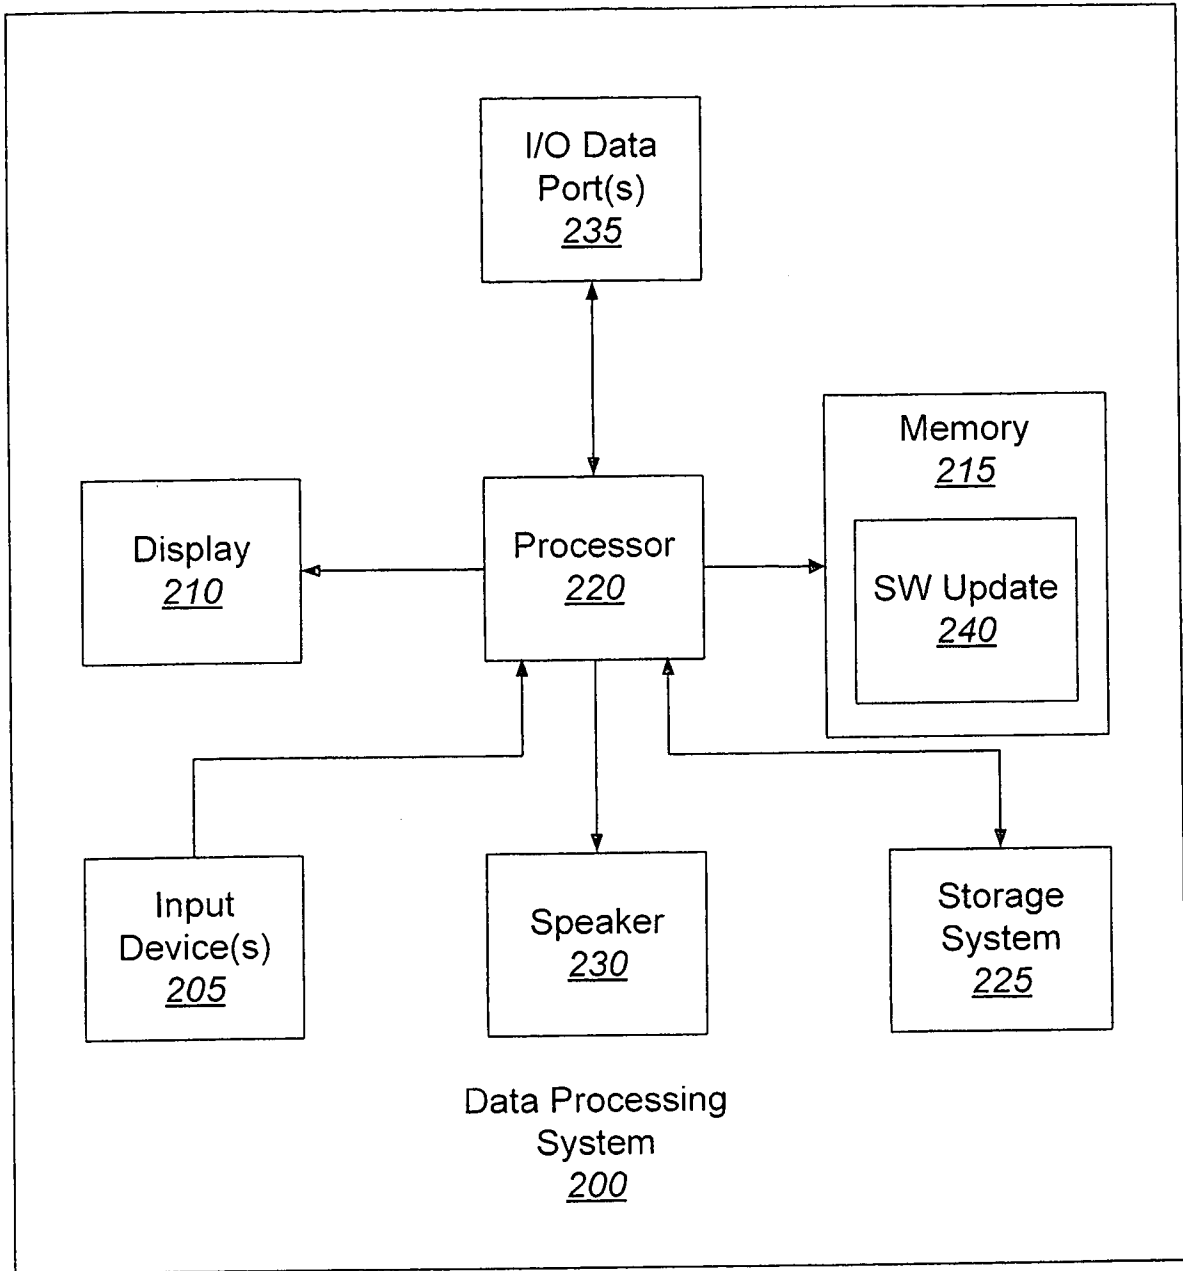 I/O Data
Port(s)
235
Memory
215
Display
210
Processor
220
SW Update
240
Input
Device(s)
205
Speaker
230
Storage
System
225
Data Processing
System
200